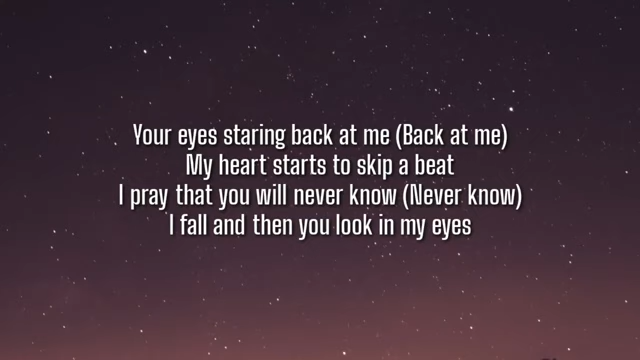 Your eyes staring back at me (Back at me)
My heart starts to skip a beat
I pray that you will never know (Never know)
I fall and then you look in my eyes